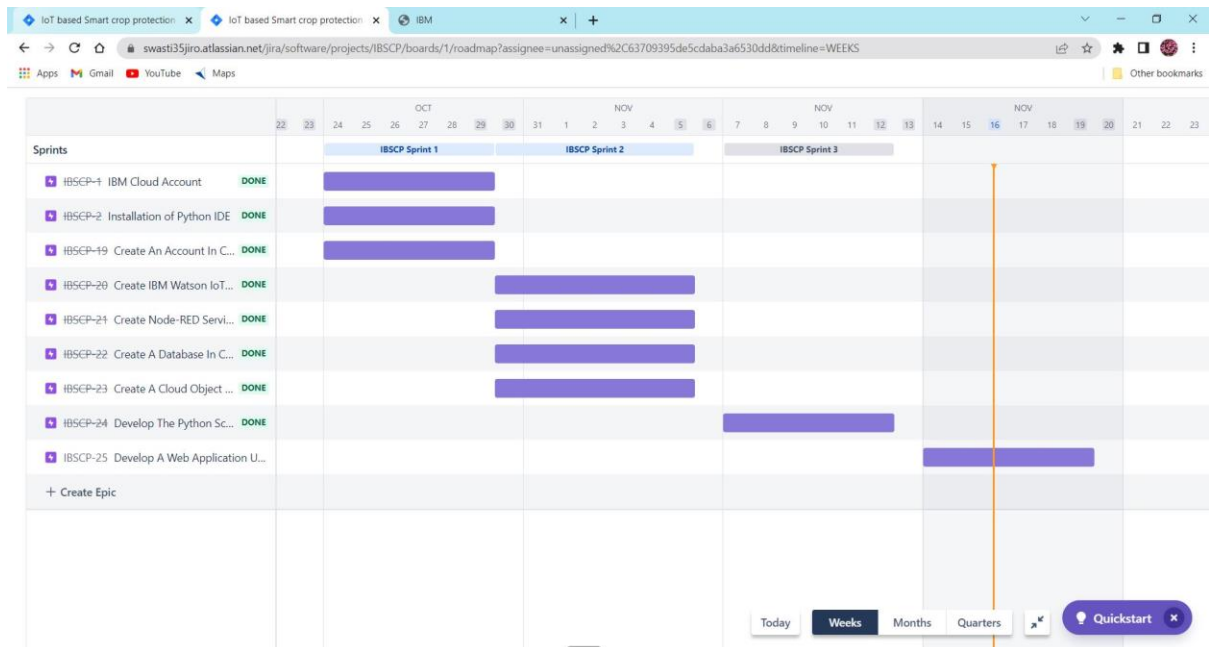 IoT based Smart crop protection
IoT based Smart crop protection
IBM
swasti35jiro.atlassian.net/jira/software/projects/IBSCP/boards/1/roadmap?assignee=unassigned%2C63709395de5cdaba3a6530dd&timeline=WEEKS
Apps Gmail YouTube Maps Other bookmarks
OCT NOV NOV NOV
22 23 24 25 26 27 28 29 30 31 1 2 3 4 5 6 7 8 9 10 11 12 13 14 15 16 17 18 19 20 21 22 23
Sprints IBSCP Sprint 1 IBSCP Sprint 2 IBSCP Sprint 3
IBSCP-1 IBM Cloud Account DONE
IBSCP-2 Installation of Python IDE DONE
IBSCP-19 Create An Account In C... DONE
IBSCP-20 Create IBM Watson IoT... DONE
IBSCP-21 Create Node-RED Servi... DONE
IBSCP-22 Create A Database In C... DONE
IBSCP-23 Create A Cloud Object ... DONE
IBSCP-24 Develop The Python Sc... DONE
IBSCP-25 Develop A Web Application U...
+ Create Epic
Today Weeks Months Quarters Quickstart